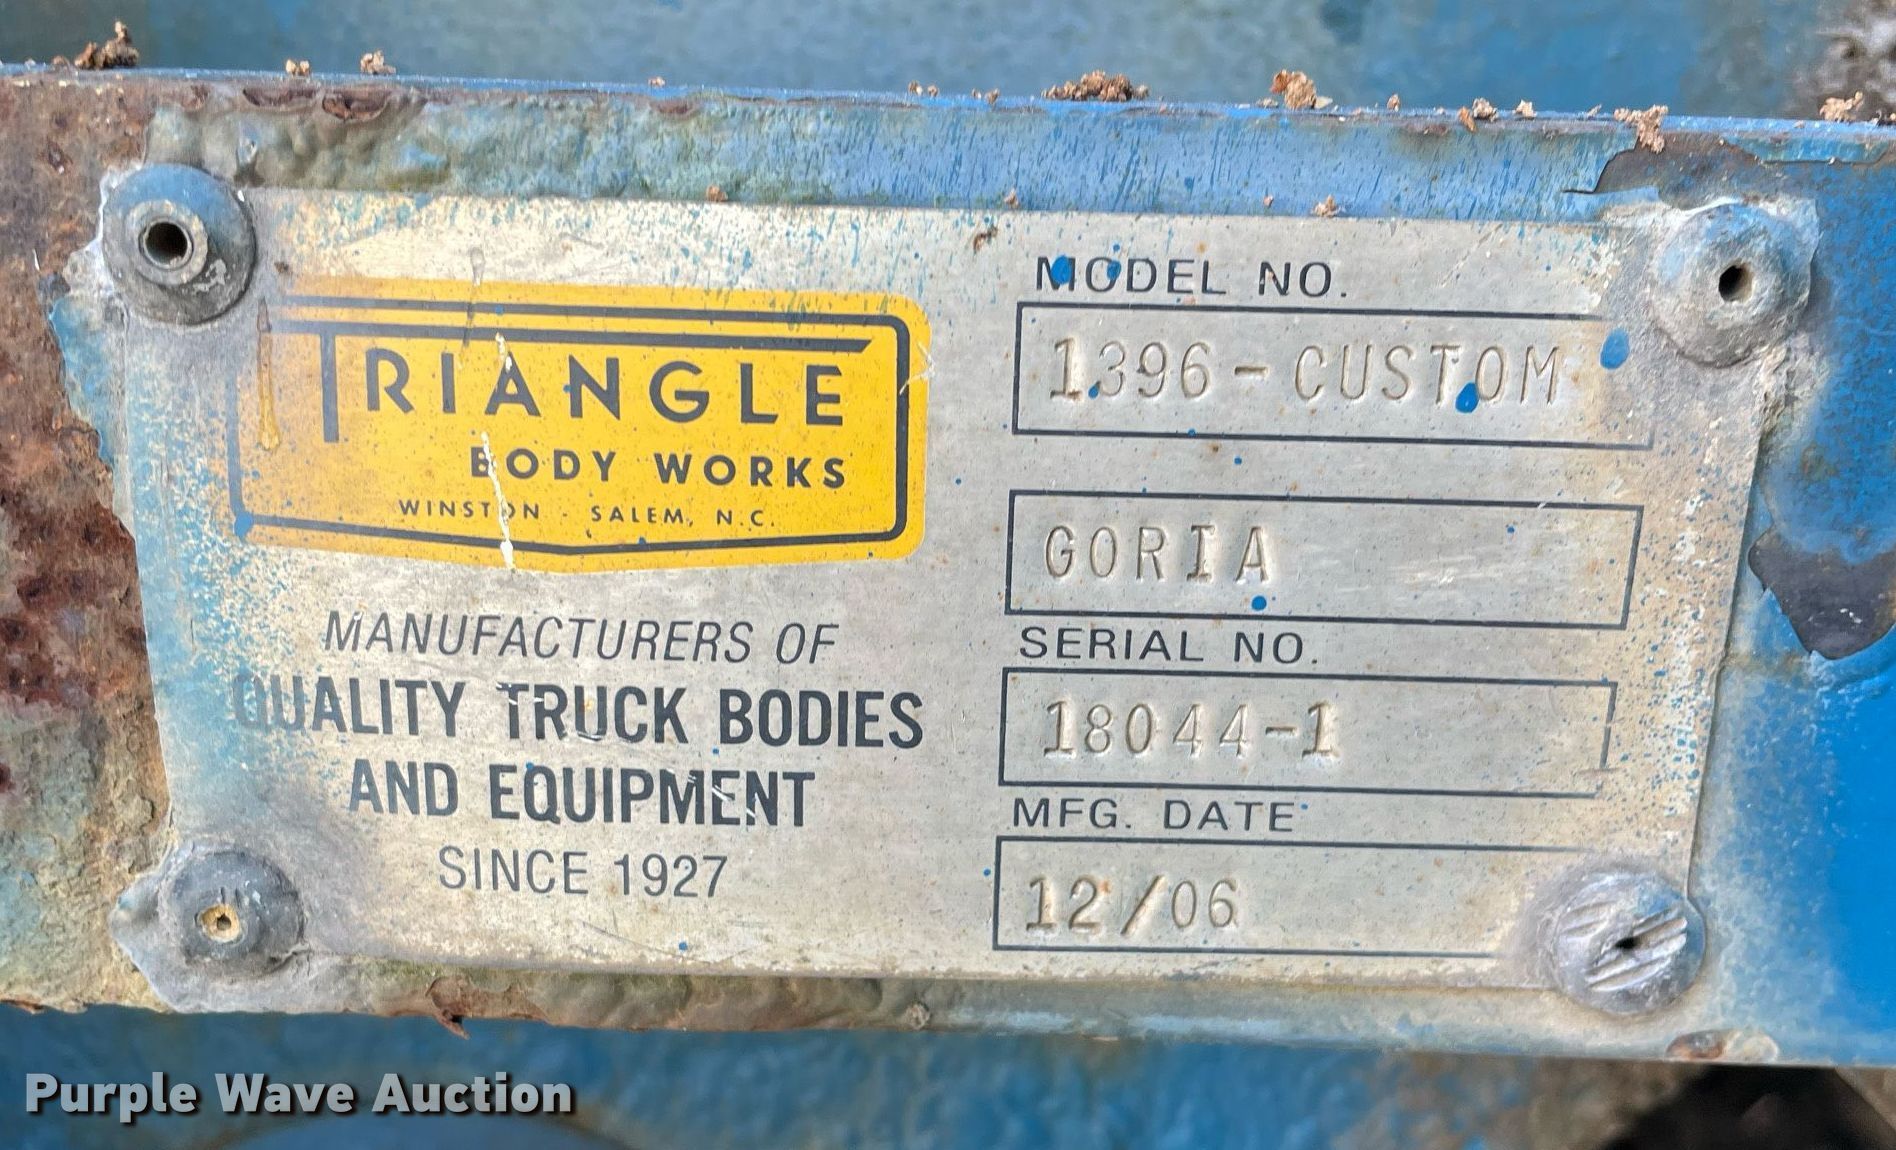 TRIANGLE
BODY WORKS
WINSTON - SALEM, N.C.
MANUFACTURERS OF
QUALITY TRUCK BODIES
AND EQUIPMENT
SINCE 1927
MODEL NO.
1396-CUSTOM
GORIA
SERIAL NO.
18044-1
MFG. DATE
12/06
Purple Wave Auction